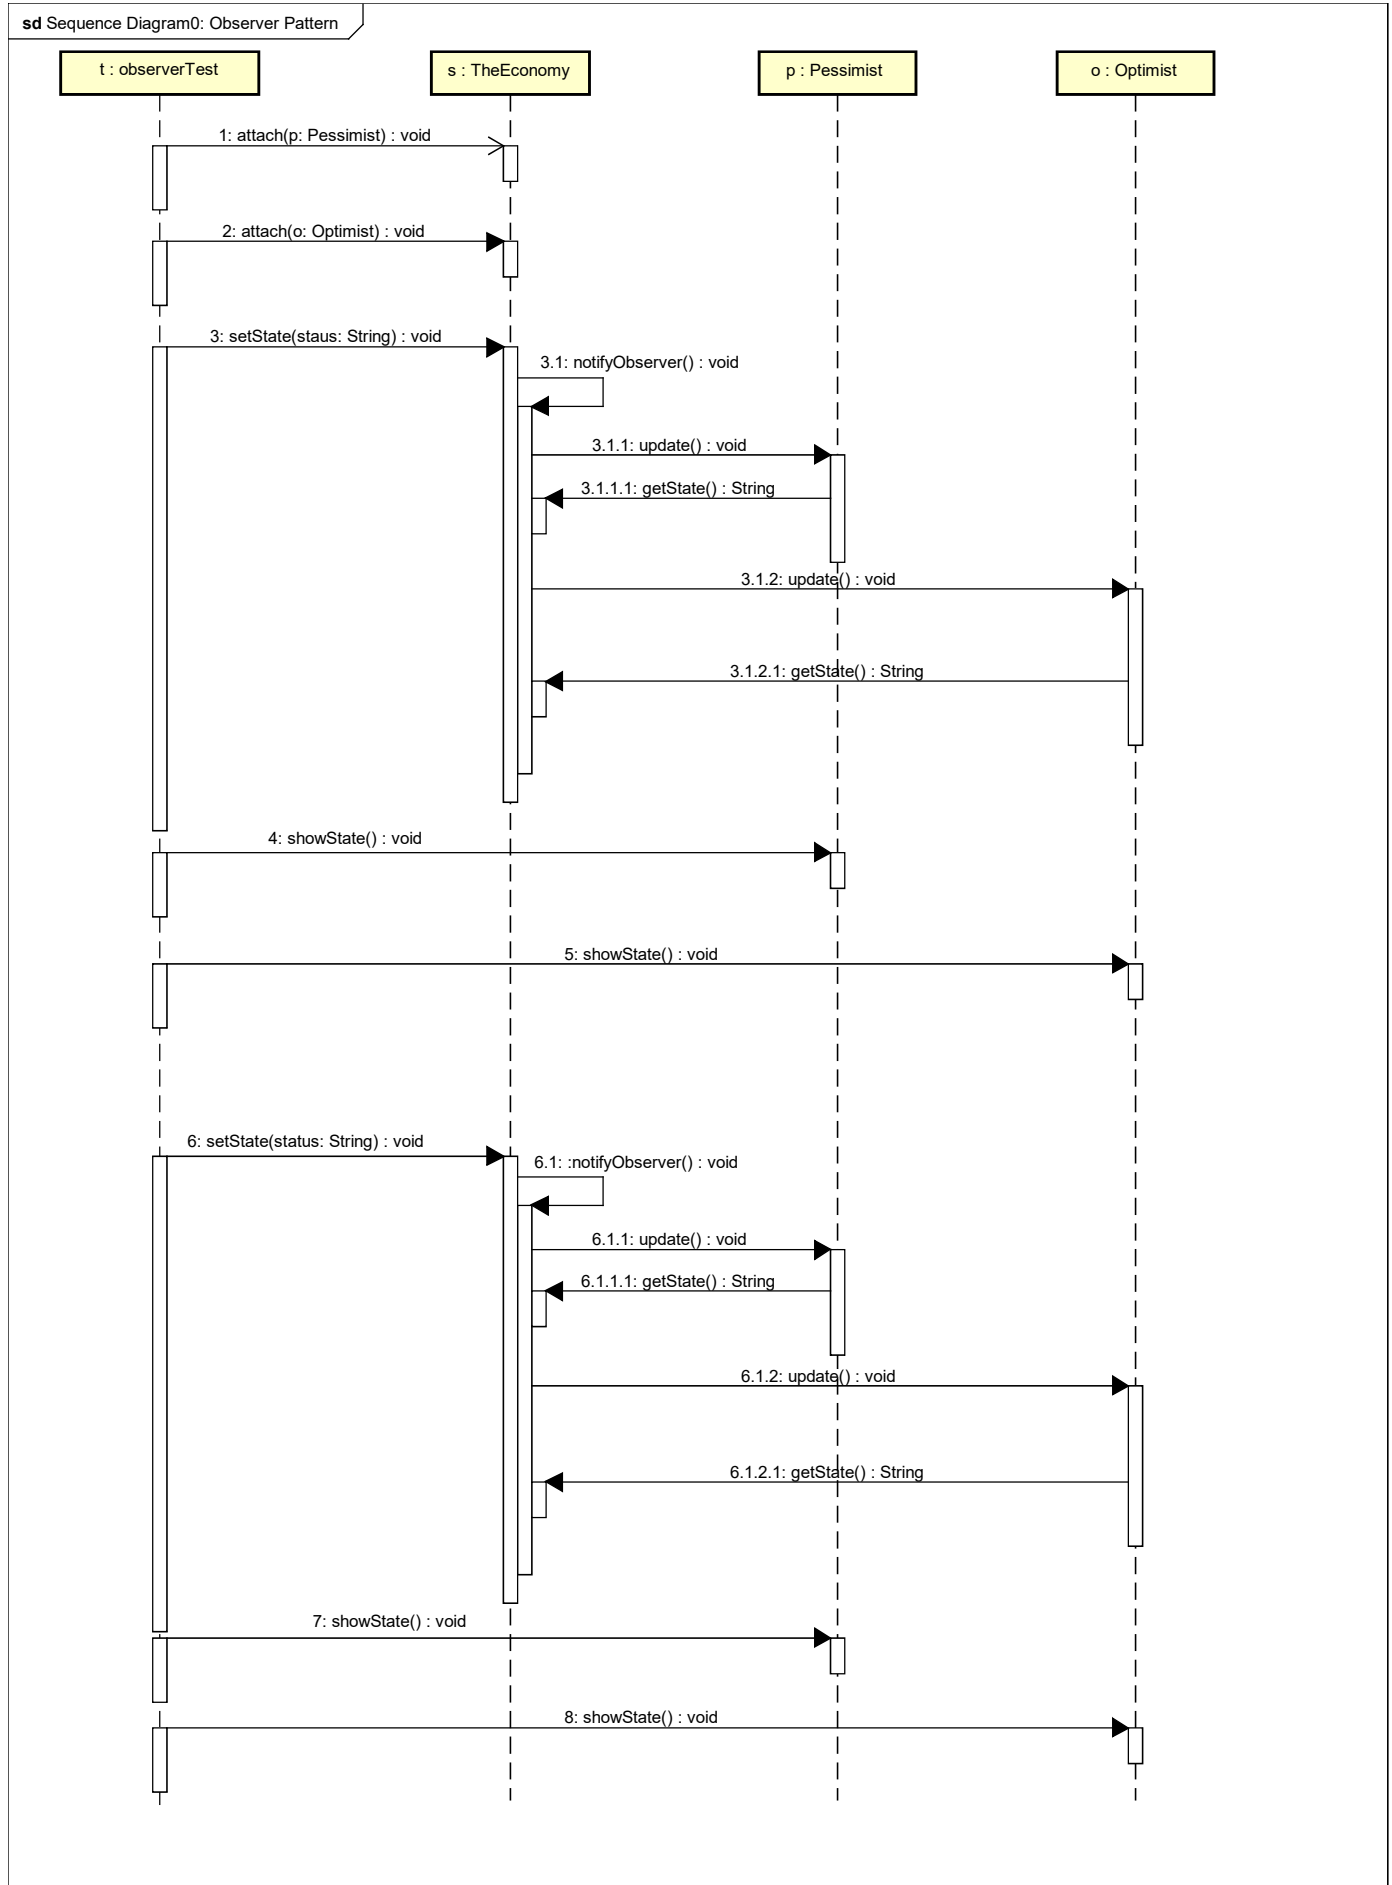 sd Sequence Diagram0: Observer Pattern
t : observerTest
s : TheEconomy
p : Pessimist
o : Optimist
1: attach(p: Pessimist) : void
2: attach(o: Optimist) : void
3: setState(staus: String) : void
3.1: notifyObserver() : void
3.1.1: update() : void
3.1.1.1: getState() : String
3.1.2: update() : void
3.1.2.1: getState() : String
4: showState() : void
5: showState() : void
6: setState(status: String) : void
6.1: :notifyObserver() : void
6.1.1: update() : void
6.1.1.1: getState() : String
6.1.2: update() : void
6.1.2.1: getState() : String
7: showState() : void
8: showState() : void